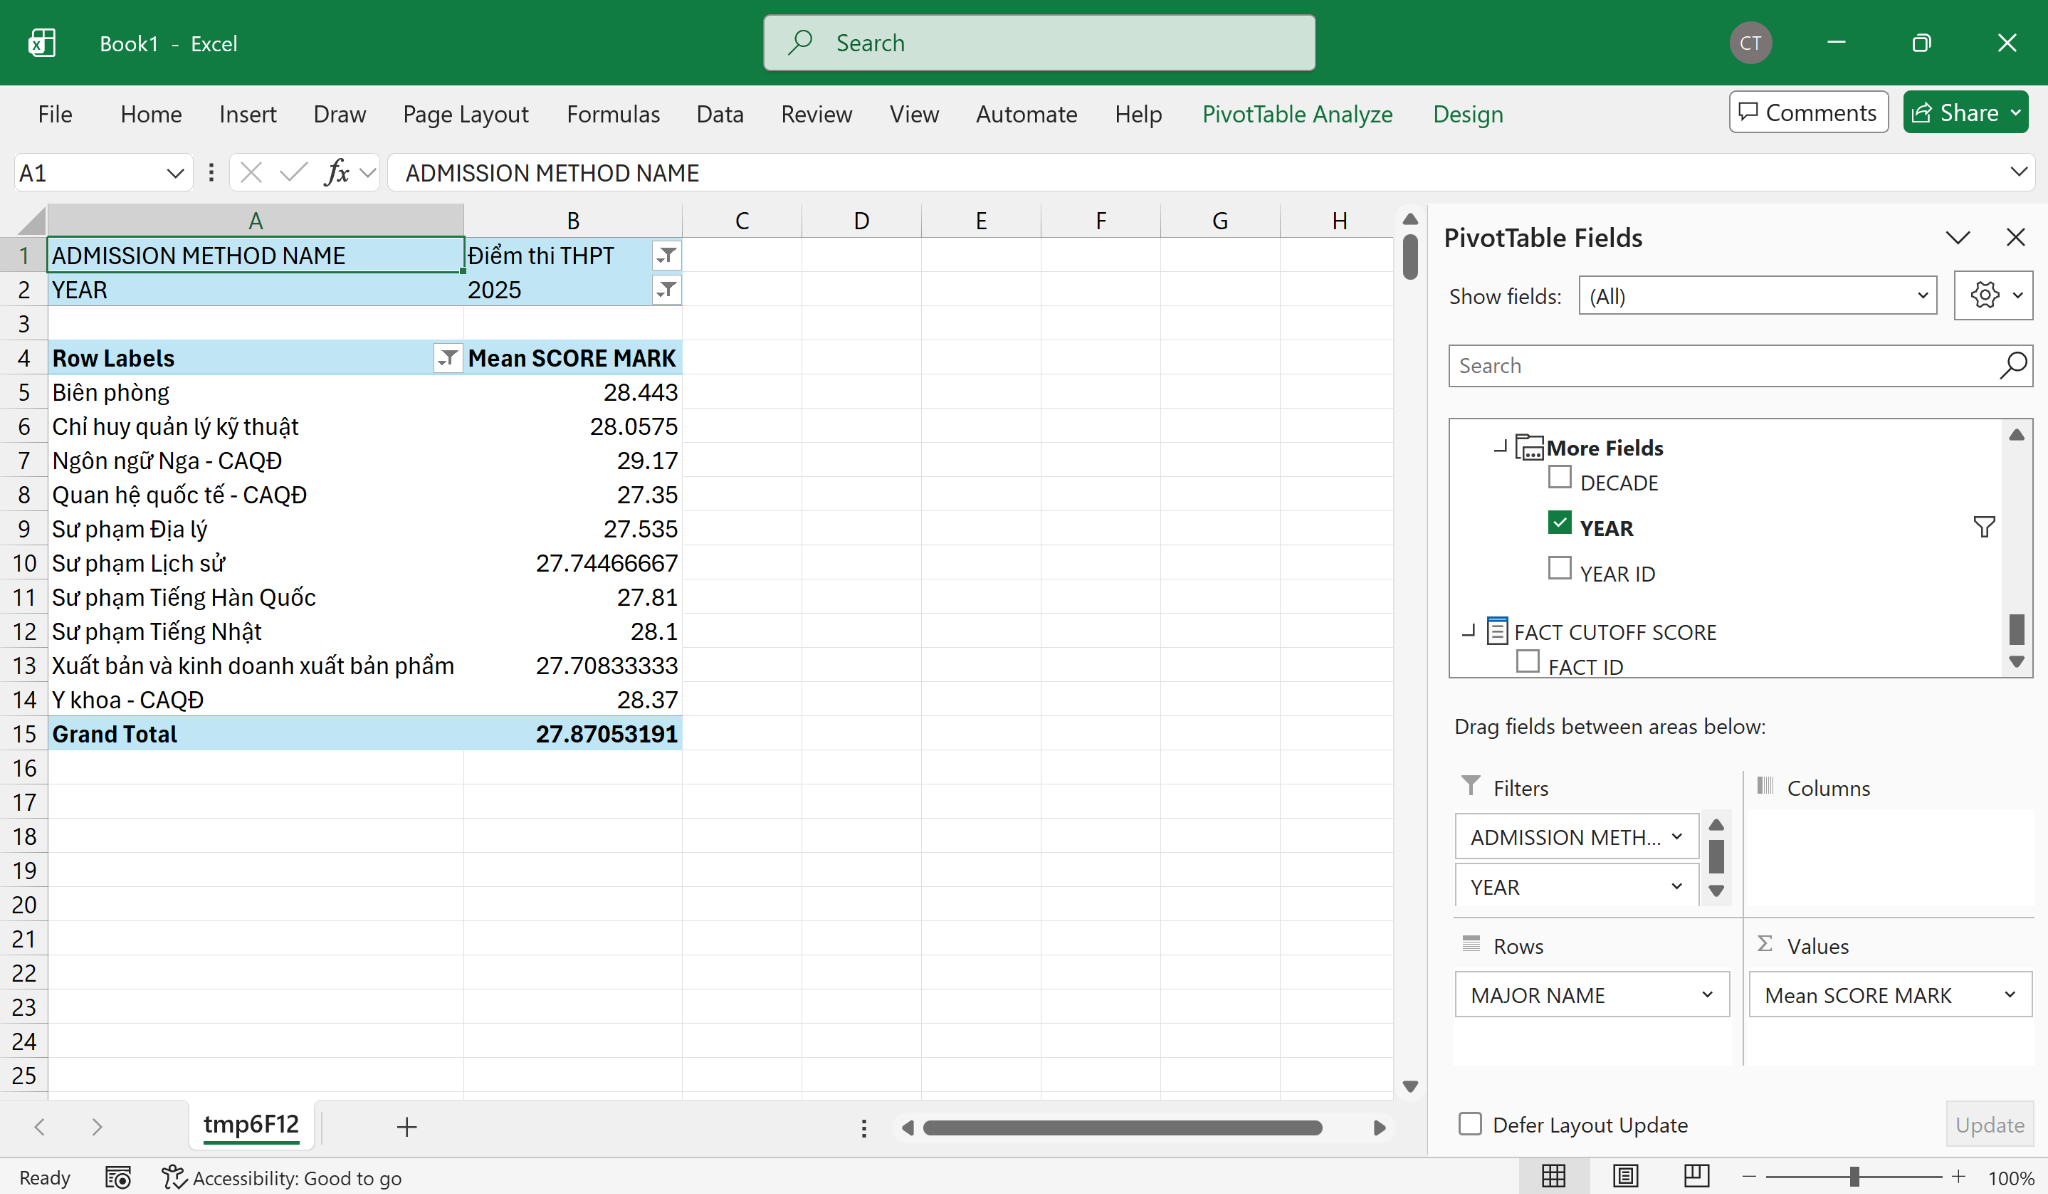 Book1 - Excel
Search
CT
File Home Insert Draw Page Layout Formulas Data Review View Automate Help PivotTable Analyze Design Comments Share
A1 fx ADMISSION METHOD NAME
A B C D E F G H
1 ADMISSION METHOD NAME Điểm thi THPT
2 YEAR 2025
3
4 Row Labels Mean SCORE MARK
5 Biên phòng 28.443
6 Chỉ huy quản lý kỹ thuật 28.0575
7 Ngôn ngữ Nga - CAQĐ 29.17
8 Quan hệ quốc tế - CAQĐ 27.35
9 Sư phạm Địa lý 27.535
10 Sư phạm Lịch sử 27.74466667
11 Sư phạm Tiếng Hàn Quốc 27.81
12 Sư phạm Tiếng Nhật 28.1
13 Xuất bản và kinh doanh xuất bản phẩm 27.70833333
14 Y khoa - CAQĐ 28.37
15 Grand Total 27.87053191
16
17
18
19
20
21
22
23
24
25
PivotTable Fields
Show fields: (All)
Search
More Fields
DECADE
YEAR
YEAR ID
FACT CUTOFF SCORE
FACT ID
Drag fields between areas below:
Filters
ADMISSION METH...
YEAR
Columns
Rows
MAJOR NAME
Σ Values
Mean SCORE MARK
Defer Layout Update Update
tmp6F12
Ready Accessibility: Good to go 100%